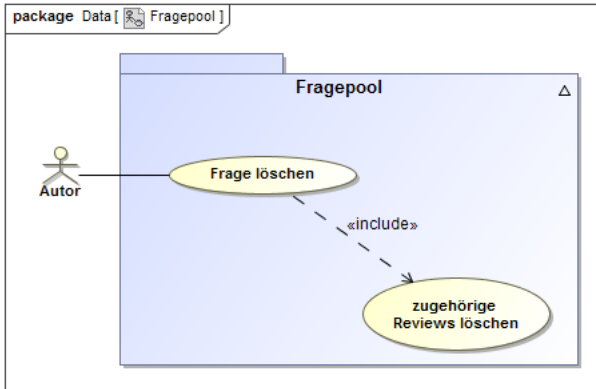 package Data [ Fragepool ]
Fragepool
Autor
Frage löschen
«include»
zugehörige
Reviews löschen